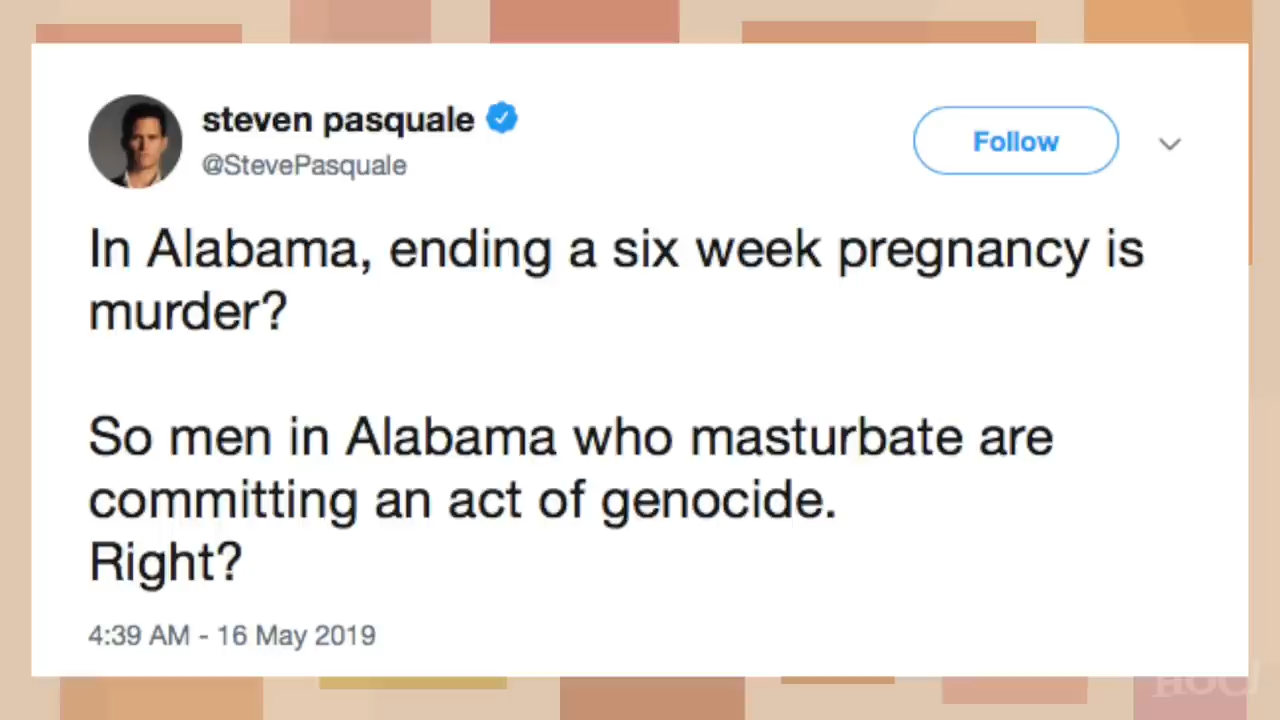 steven pasquale
@StevePasquale
Follow
In Alabama, ending a six week pregnancy is
murder?
So men in Alabama who masturbate are
committing an act of genocide.
Right?
4:39 AM - 16 May 2019